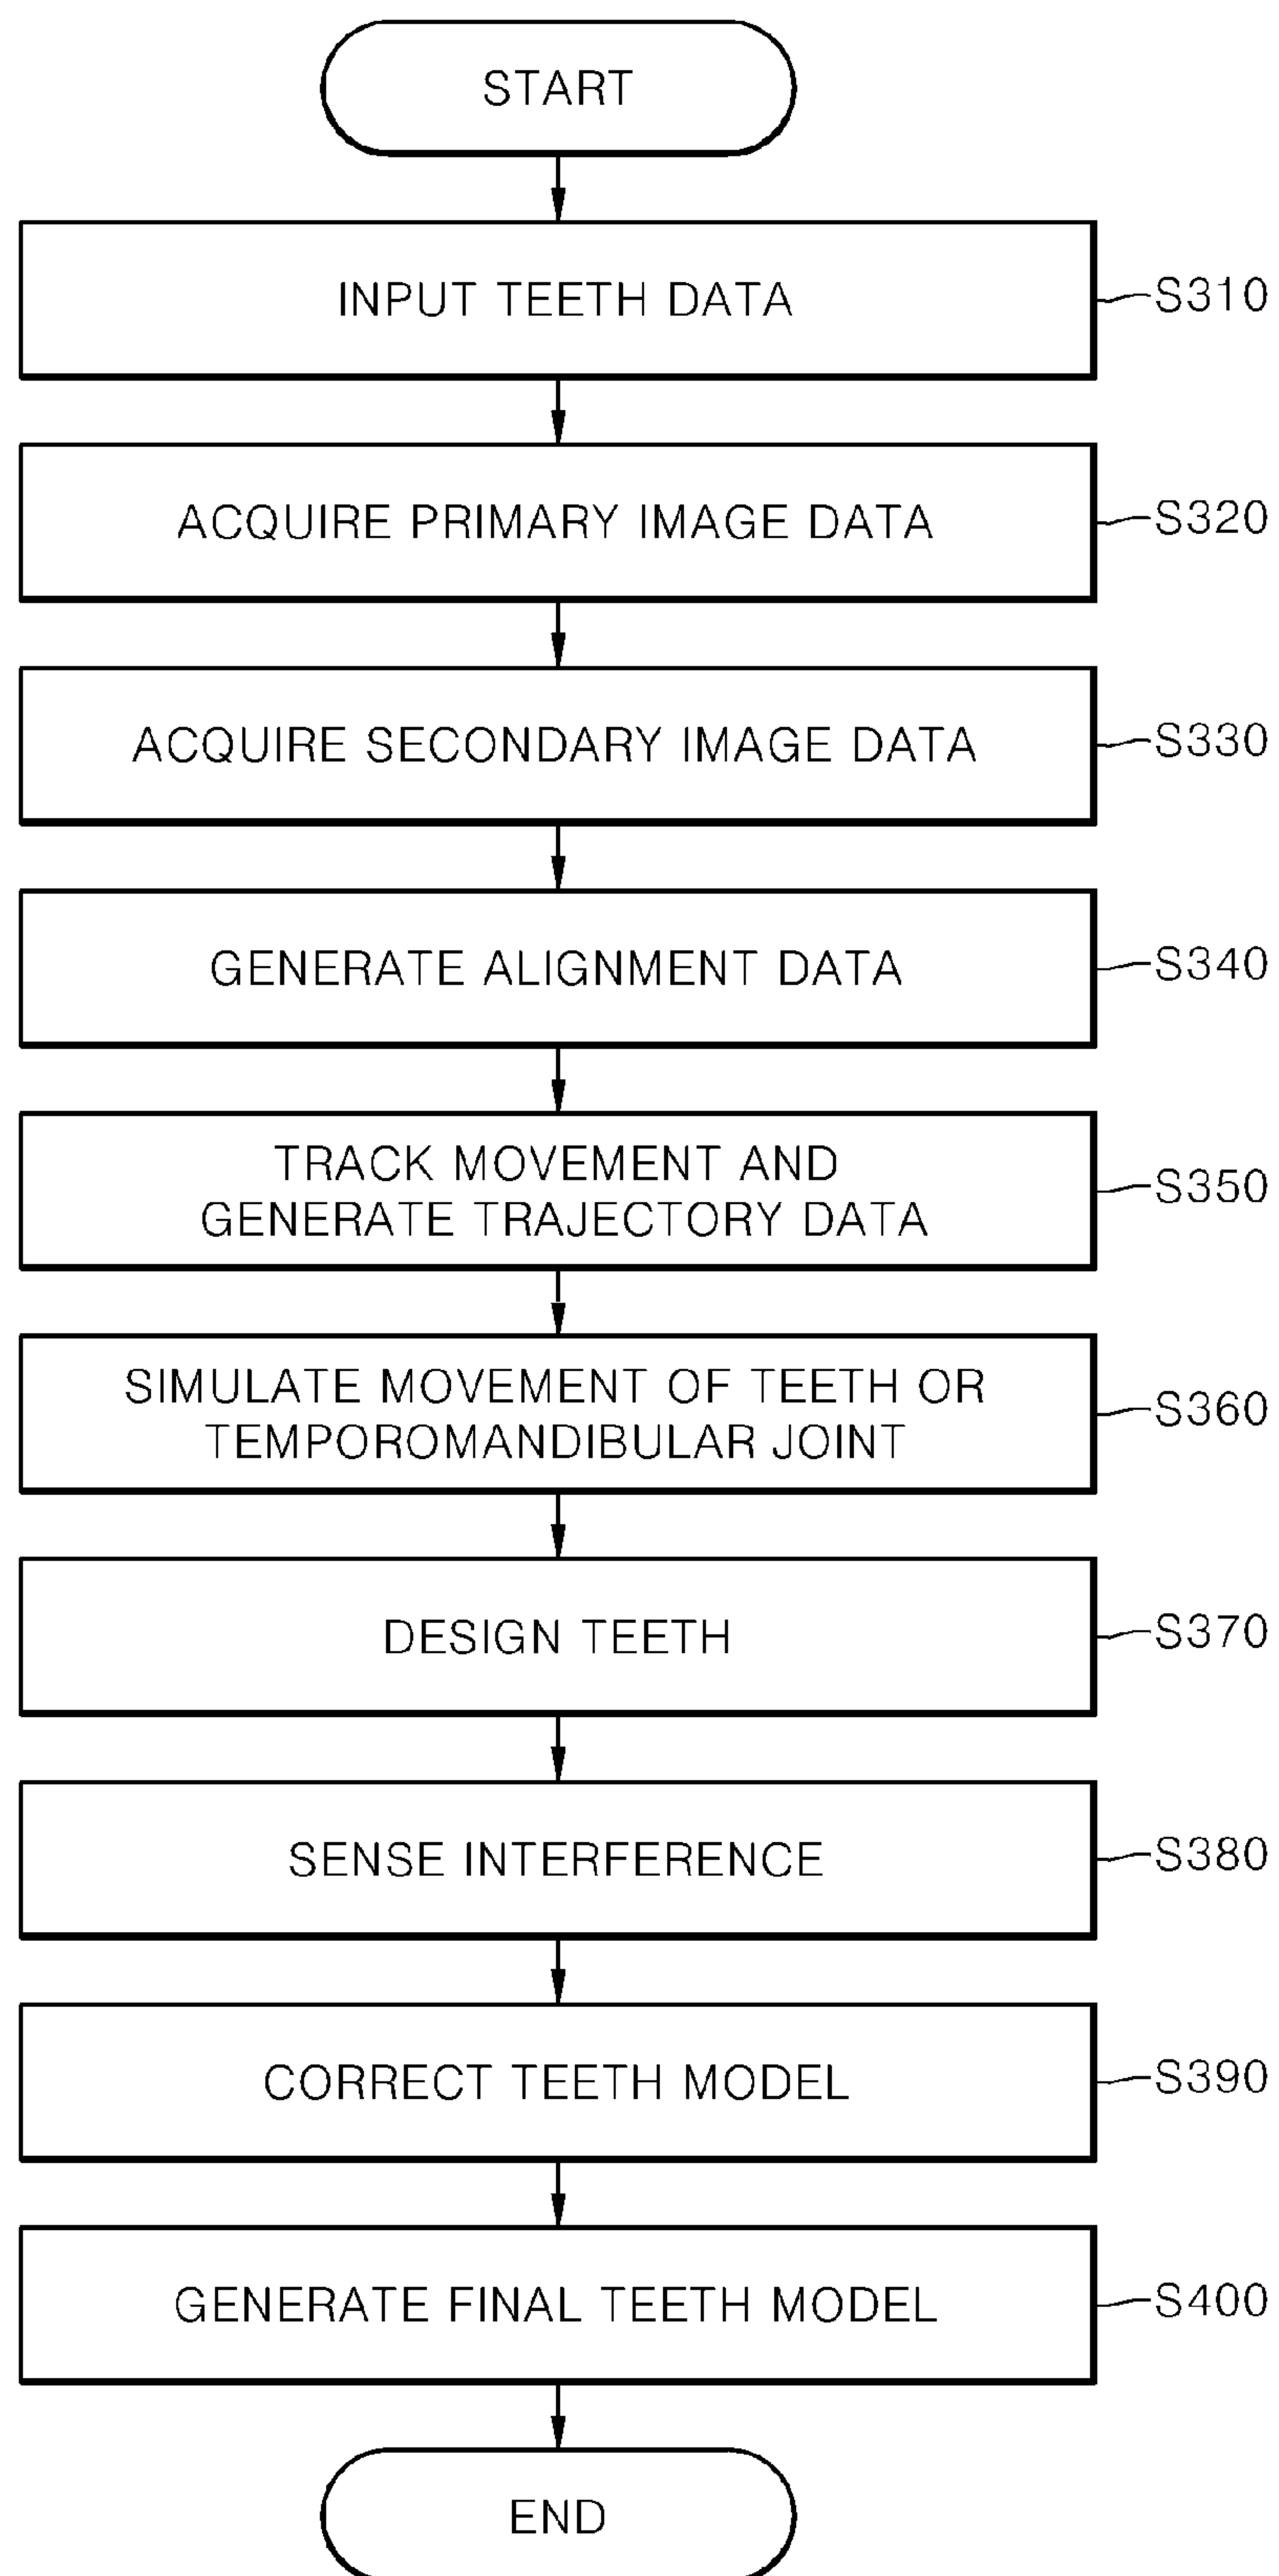 START
INPUT TEETH DATA
S310
ACQUIRE PRIMARY IMAGE DATA
S320
ACQUIRE SECONDARY IMAGE DATA
S330
GENERATE ALIGNMENT DATA
S340
TRACK MOVEMENT AND
GENERATE TRAJECTORY DATA
S350
SIMULATE MOVEMENT OF TEETH OR
TEMPOROMANDIBULAR JOINT
S360
DESIGN TEETH
S370
SENSE INTERFERENCE
S380
CORRECT TEETH MODEL
S390
GENERATE FINAL TEETH MODEL
S400
END